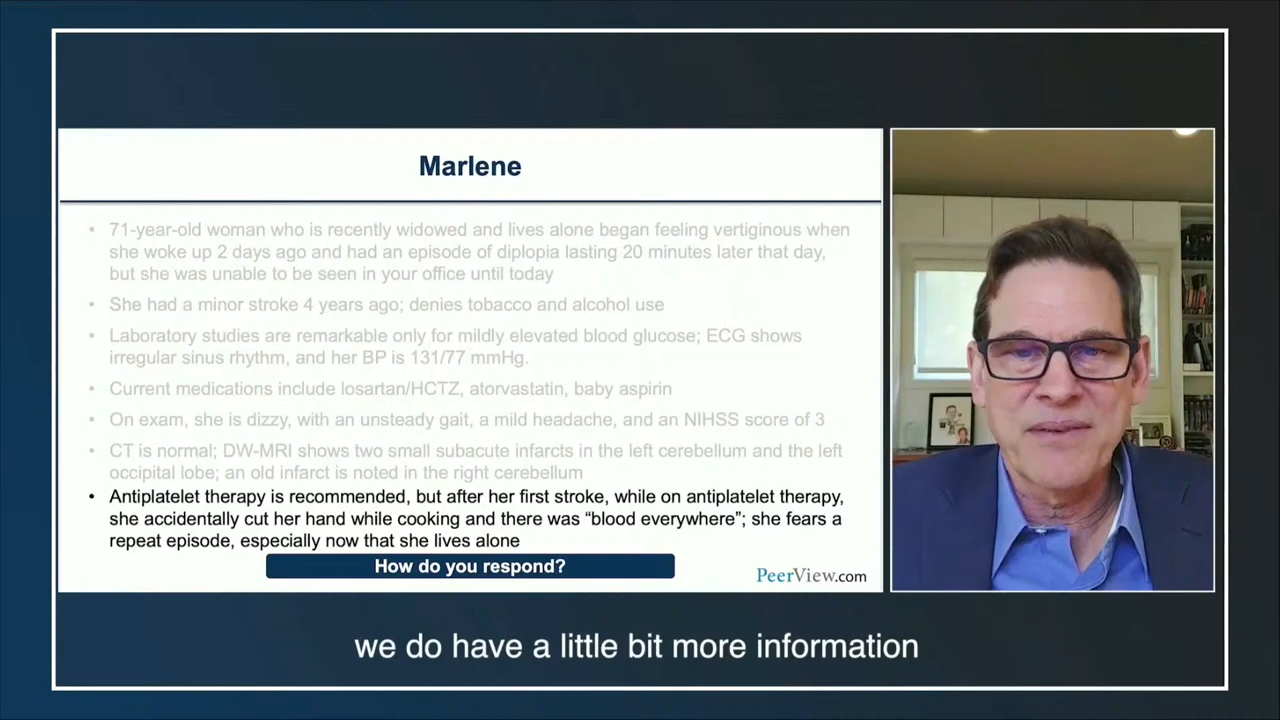 Marlene
• 71-year-old woman who is recently widowed and lives alone began feeling vertiginous when
she woke up 2 days ago and had an episode of diplopia lasting 20 minutes later that day,
but she was unable to be seen in your office until today
• She had a minor stroke 4 years ago; denies tobacco and alcohol use
• Laboratory studies are remarkable only for mildly elevated blood glucose; ECG shows
irregular sinus rhythm, and her BP is 131/77 mmHg.
• Current medications include losartan/HCTZ, atorvastatin, baby aspirin
• On exam, she is dizzy, with an unsteady gait, a mild headache, and an NIHSS score of 3
• CT is normal; DW-MRI shows two small subacute infarcts in the left cerebellum and the left
occipital lobe; an old infarct is noted in the right cerebellum
• Antiplatelet therapy is recommended, but after her first stroke, while on antiplatelet therapy,
she accidentally cut her hand while cooking and there was “blood everywhere”; she fears a
repeat episode, especially now that she lives alone
How do you respond?
PeerView.com
we do have a little bit more information